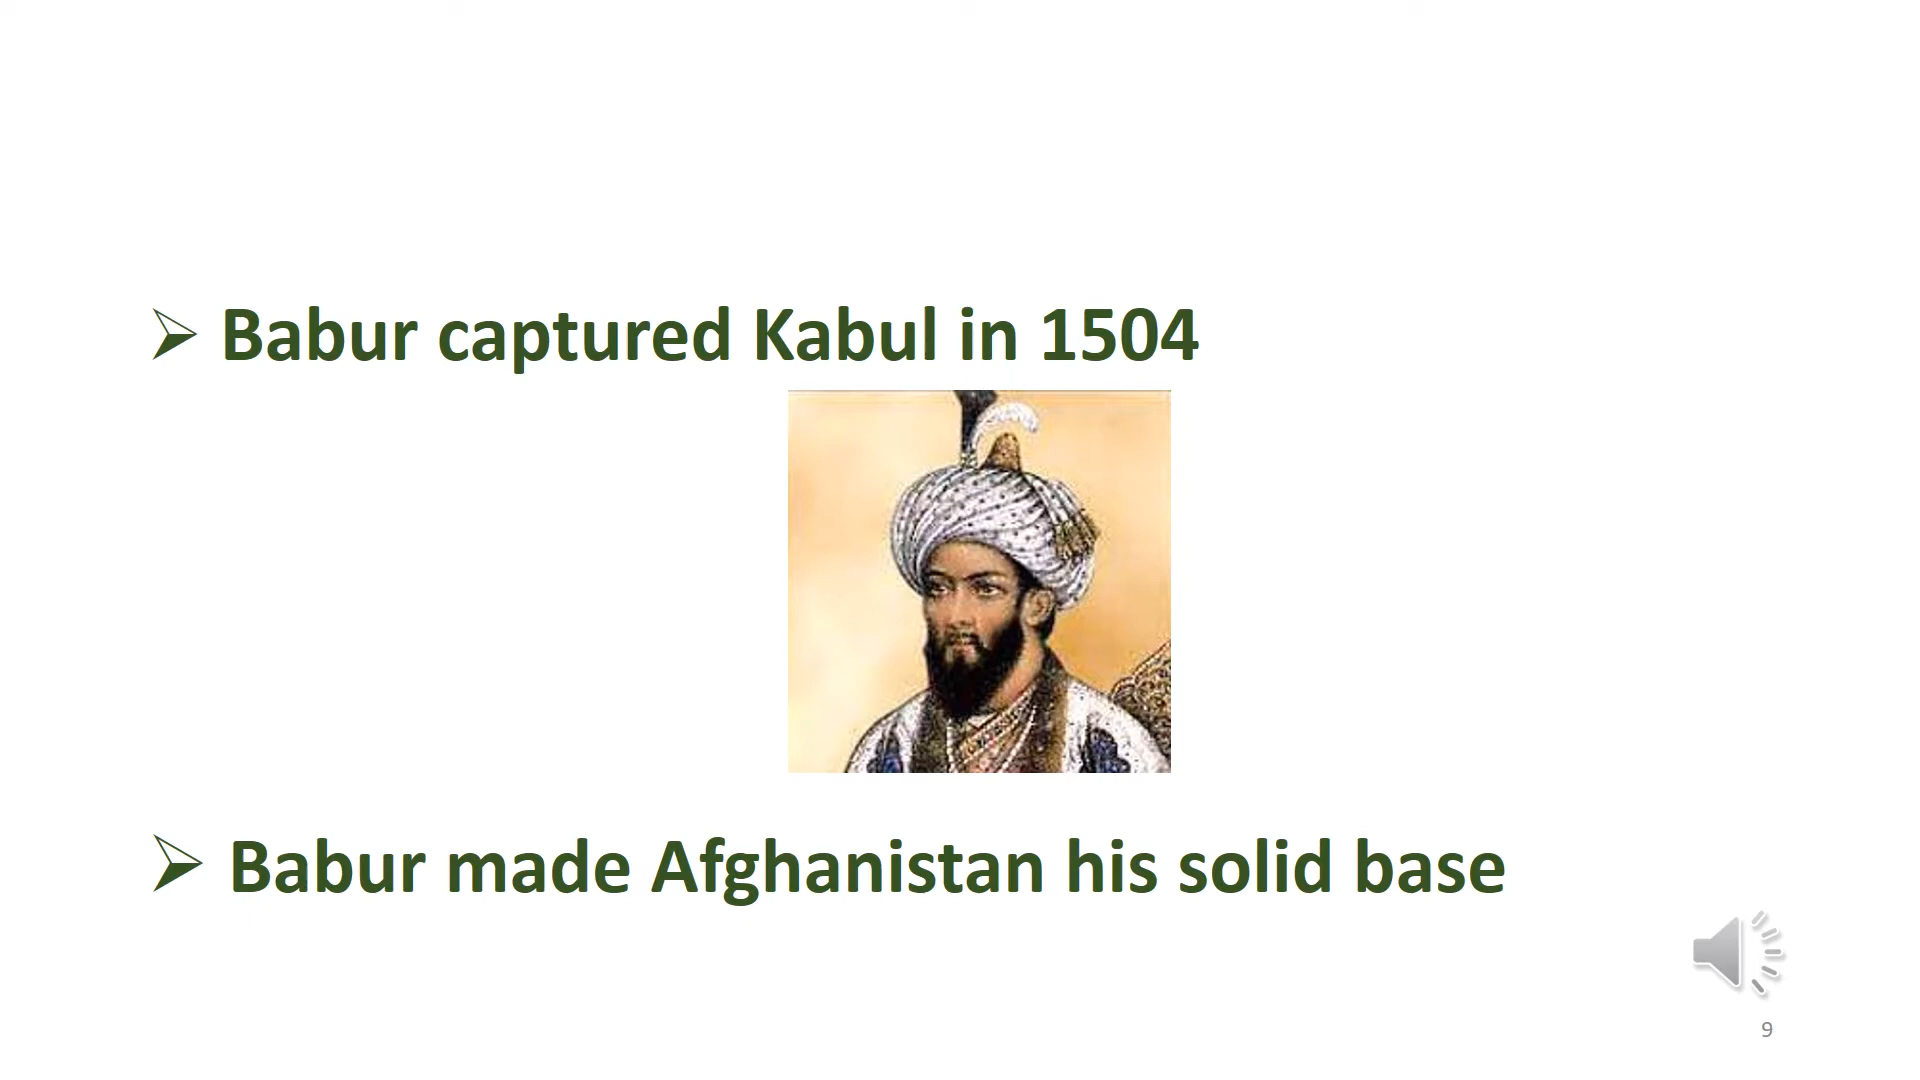 ➢ Babur captured Kabul in 1504
➢ Babur made Afghanistan his solid base
9